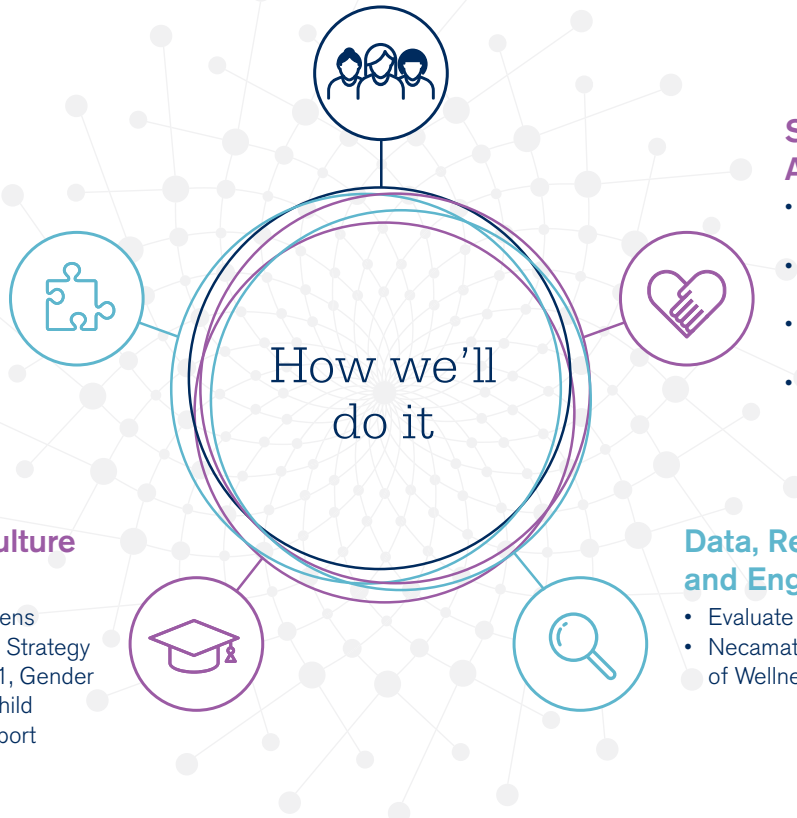 How we'll
do it
ulture
ens
Strategy
1, Gender
hild
port
S
A
•
•
•
•
Data, Re
and Eng
• Evaluate
• Necamat
of Wellne